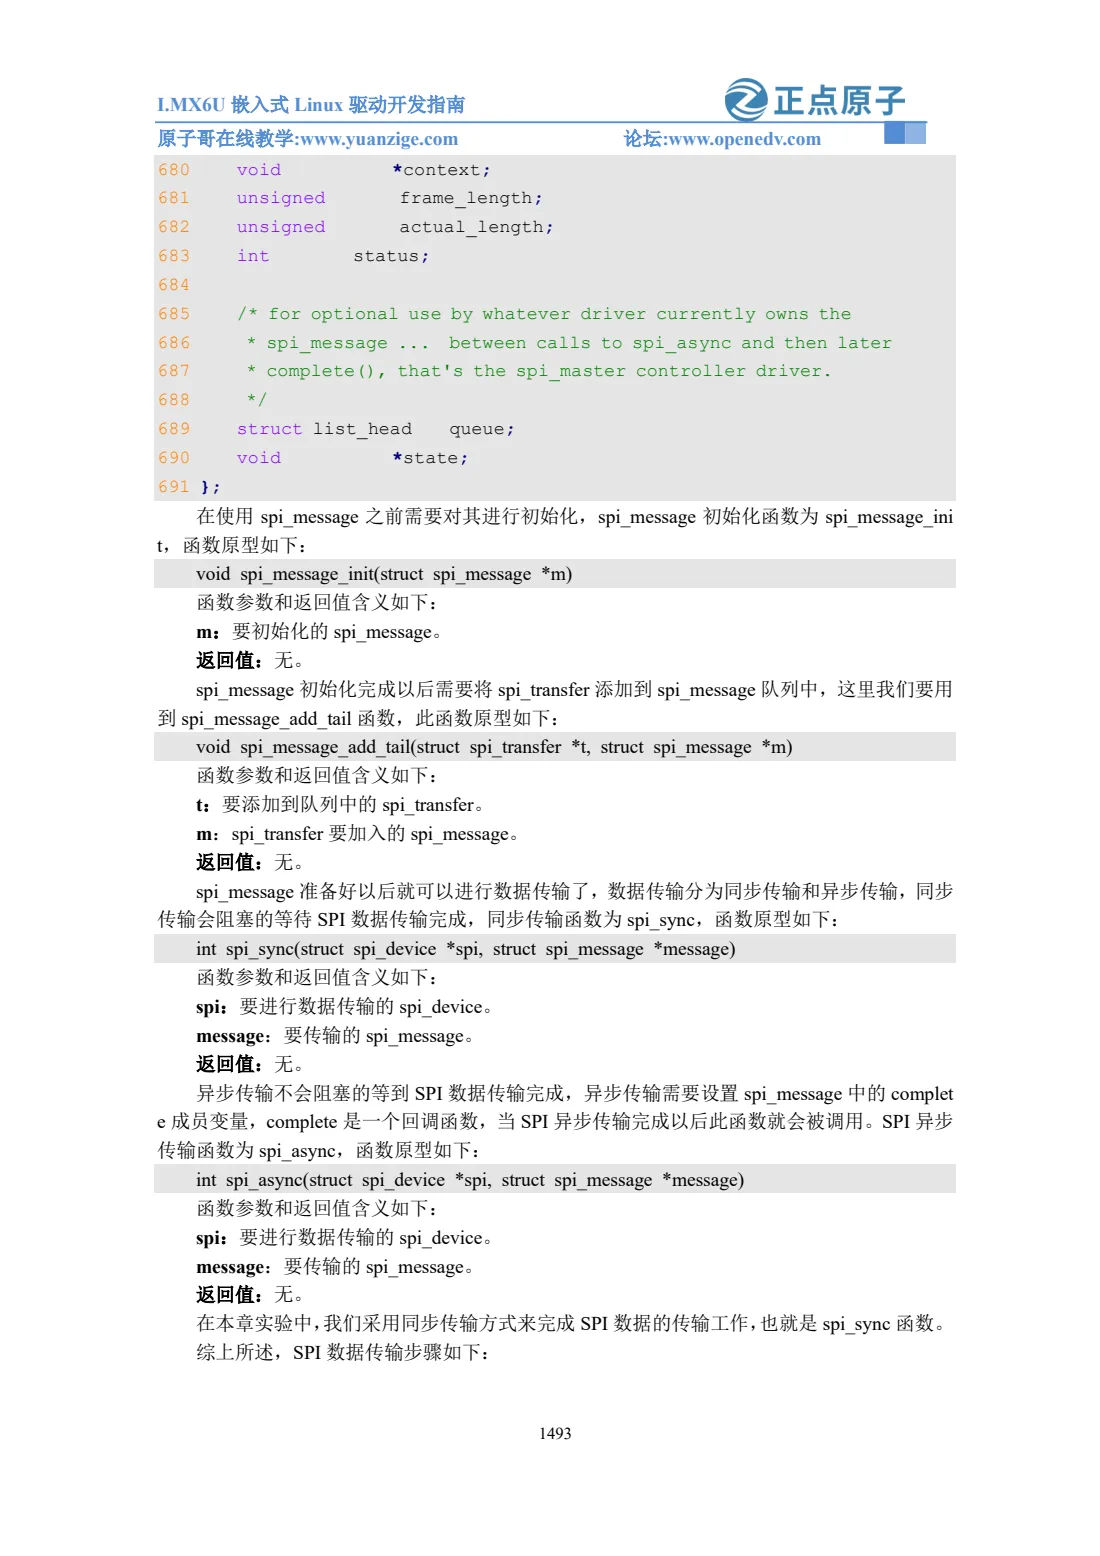 I.MX6U 嵌入式 Linux 驱动开发指南
正点原子
原子哥在线教学:www.yuanzige.com 论坛:www.openedv.com
680 void *context;
681 unsigned frame_length;
682 unsigned actual_length;
683 int status;
684
685 /* for optional use by whatever driver currently owns the
686 * spi_message ... between calls to spi_async and then later
687 * complete(), that's the spi_master controller driver.
688 */
689 struct list_head queue;
690 void *state;
691 };
在使用 spi_message 之前需要对其进行初始化，spi_message 初始化函数为 spi_message_ini
t，函数原型如下：
void spi_message_init(struct spi_message *m)
函数参数和返回值含义如下：
m：要初始化的 spi_message。
返回值：无。
spi_message 初始化完成以后需要将 spi_transfer 添加到 spi_message 队列中，这里我们要用
到 spi_message_add_tail 函数，此函数原型如下：
void spi_message_add_tail(struct spi_transfer *t, struct spi_message *m)
函数参数和返回值含义如下：
t：要添加到队列中的 spi_transfer。
m：spi_transfer 要加入的 spi_message。
返回值：无。
spi_message 准备好以后就可以进行数据传输了，数据传输分为同步传输和异步传输，同步
传输会阻塞的等待 SPI 数据传输完成，同步传输函数为 spi_sync，函数原型如下：
int spi_sync(struct spi_device *spi, struct spi_message *message)
函数参数和返回值含义如下：
spi：要进行数据传输的 spi_device。
message：要传输的 spi_message。
返回值：无。
异步传输不会阻塞的等到 SPI 数据传输完成，异步传输需要设置 spi_message 中的 complet
e 成员变量，complete 是一个回调函数，当 SPI 异步传输完成以后此函数就会被调用。SPI 异步
传输函数为 spi_async，函数原型如下：
int spi_async(struct spi_device *spi, struct spi_message *message)
函数参数和返回值含义如下：
spi：要进行数据传输的 spi_device。
message：要传输的 spi_message。
返回值：无。
在本章实验中，我们采用同步传输方式来完成 SPI 数据的传输工作，也就是 spi_sync 函数。
综上所述，SPI 数据传输步骤如下：
1493